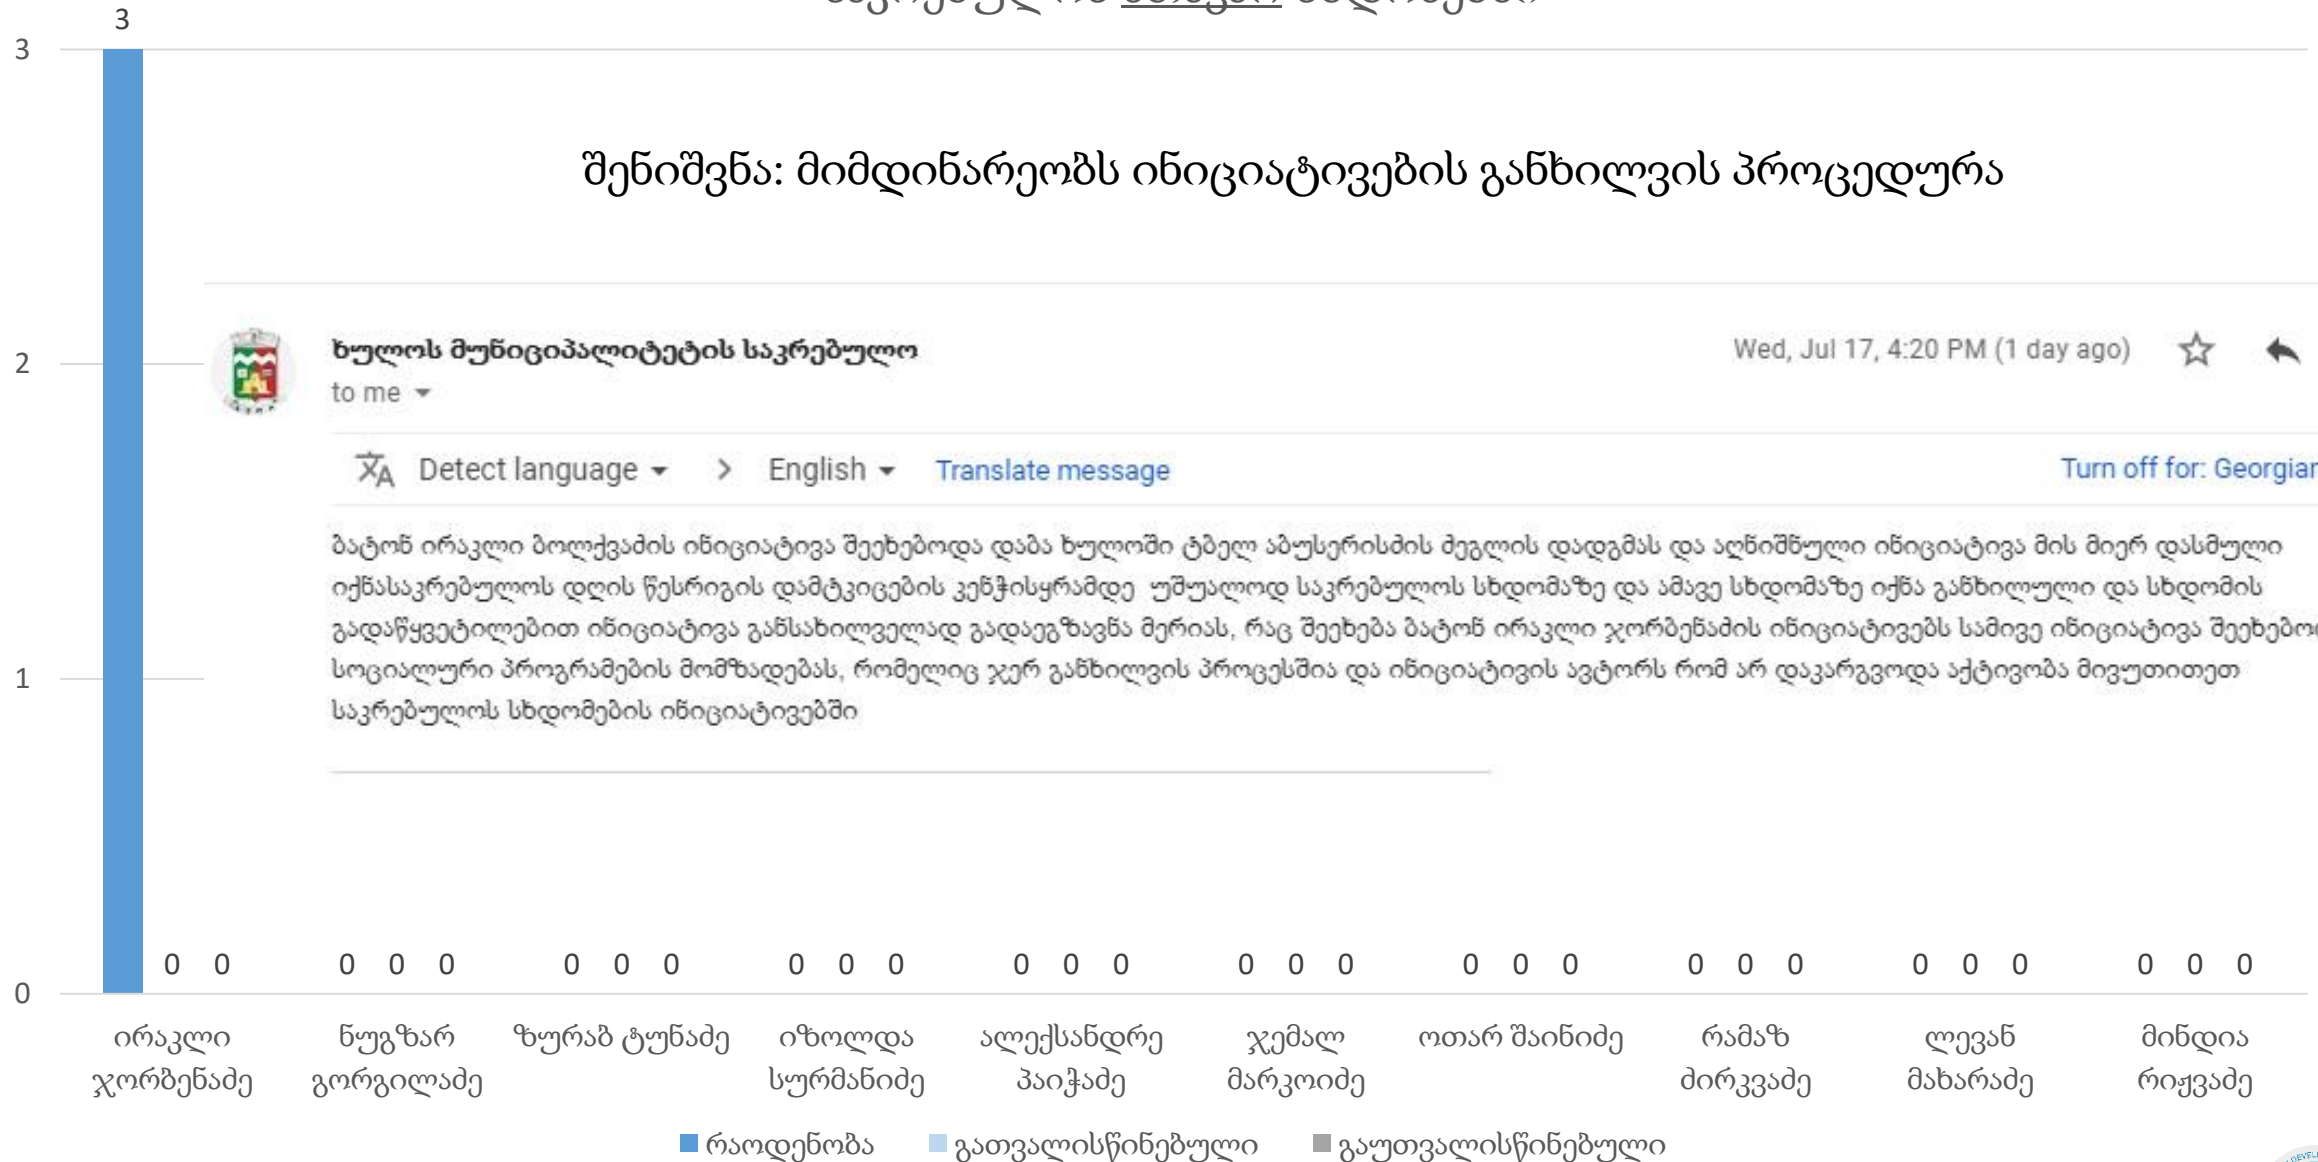 3
3
შენიშვნა: მიმდინარეობს ინიციატივების განხილვის პროცედურა
ხულოს მუნიციპალიტეტის საკრებულო
Wed, Jul 17, 4:20 PM (1 day ago)
2
to me
Detect language > English Translate message
Turn off for: Georgian
ბატონ ირაკლი ბოლქვაძის ინიციატივა შეეხებოდა დაბა ხულოში ტბელ აბუსერისძის ძეგლის დადგმას და აღნიშნული ინიციატივა მის მიერ დასმული
იქნასაკრებულოს დღის წესრიგის დამტკიცების კენჭისყრამდე უშუალოდ საკრებულოს სხდომაზე და ამავე სხდომაზე იქნა განხილული და სხდომის
გადაწყვეტილებით ინიციატივა განსახილველად გადაეგზავნა მერიას, რაც შეეხება ბატონ ირაკლი ჯორბენაძის ინიციატივებს სამივე ინიციატივა
სოციალური პროგრამების მომზადებას, რომელიც ჯერ განხილვის პროცესშია და ინიციატივის ავტორს რომ არ დაკარგვოდა აქტივობა მივუთითეთ
1
საკრებულოს სხდომების ინიციატივებში
0 0 0 0 0 0 0 0 0 0 0 0 0 0 0 0 0 0 0 0 0 0 0 0 0 0 0 0 0
0
ირაკლი ჯორბენაძე
ნუგზარ გორგილაძე
ზურაბ ტუნაძე
იზოლდა სურმანიძე
ალექსანდრე პაიჭაძე
ჯემალ მარკოიძე
ოთარ შაინიძე
რამაზ ძირკვაძე
ლევან მახარაძე
მინდია რიჟვაძე
რაოდენობა გათვალისწინებული გაუთვალისწინებული